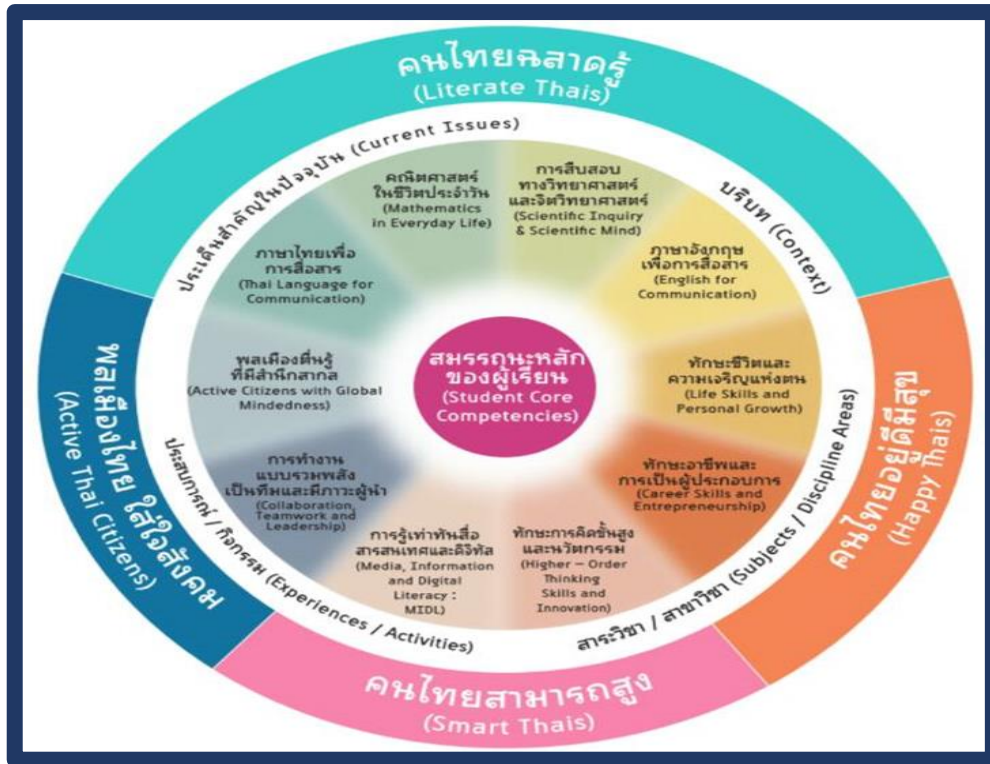 คนไทยฉลาดรู้
(Literate Thais)
ประเด็นสำคัญในปัจจุบัน (Current Issues)
บริบท (Context)
คณิตศาสตร์
ในชีวิตประจำวัน
(Mathematics
in Everyday Life)
การสืบสอบ
ทางวิทยาศาสตร์
และจิตวิทยาศาสตร์
(Scientific Inquiry
& Scientific Mind)
ภาษาไทยเพื่อ
การสื่อสาร
(Thai Language for
Communication)
ภาษาอังกฤษ
เพื่อการสื่อสาร
(English for
Communication)
พลเมืองตื่นรู้
ที่มีสำนึกสากล
(Active Citizens with Global
Mindedness)
สมรรถนะหลัก
ของผู้เรียน
(Student Core
Competencies)
ทักษะชีวิตและ
ความเจริญแห่งตน
(Life Skills and
Personal Growth)
การทำงาน
แบบรวมพลัง
เป็นทีมและมีภาวะผู้นำ
(Collaboration,
Teamwork and
Leadership)
ทักษะอาชีพและ
การเป็นผู้ประกอบการ
(Career Skills and
Entrepreneurship)
การรู้เท่าทันสื่อ
สารสนเทศและดิจิทัล
(Media, Information
and Digital
Literacy :
MIDL)
ทักษะการคิดขั้นสูง
และนวัตกรรม
(Higher – Order
Thinking
Skills and
Innovation)
ประสบการณ์ / กิจกรรม (Experiences / Activities)
สาระวิชา / สาขาวิชา (Subjects / Discipline Areas)
พลเมืองไทย ใส่ใจสังคม
(Active Thai Citizens)
คนไทยอยู่ดีมีสุข
(Happy Thais)
คนไทยสามารถสูง
(Smart Thais)